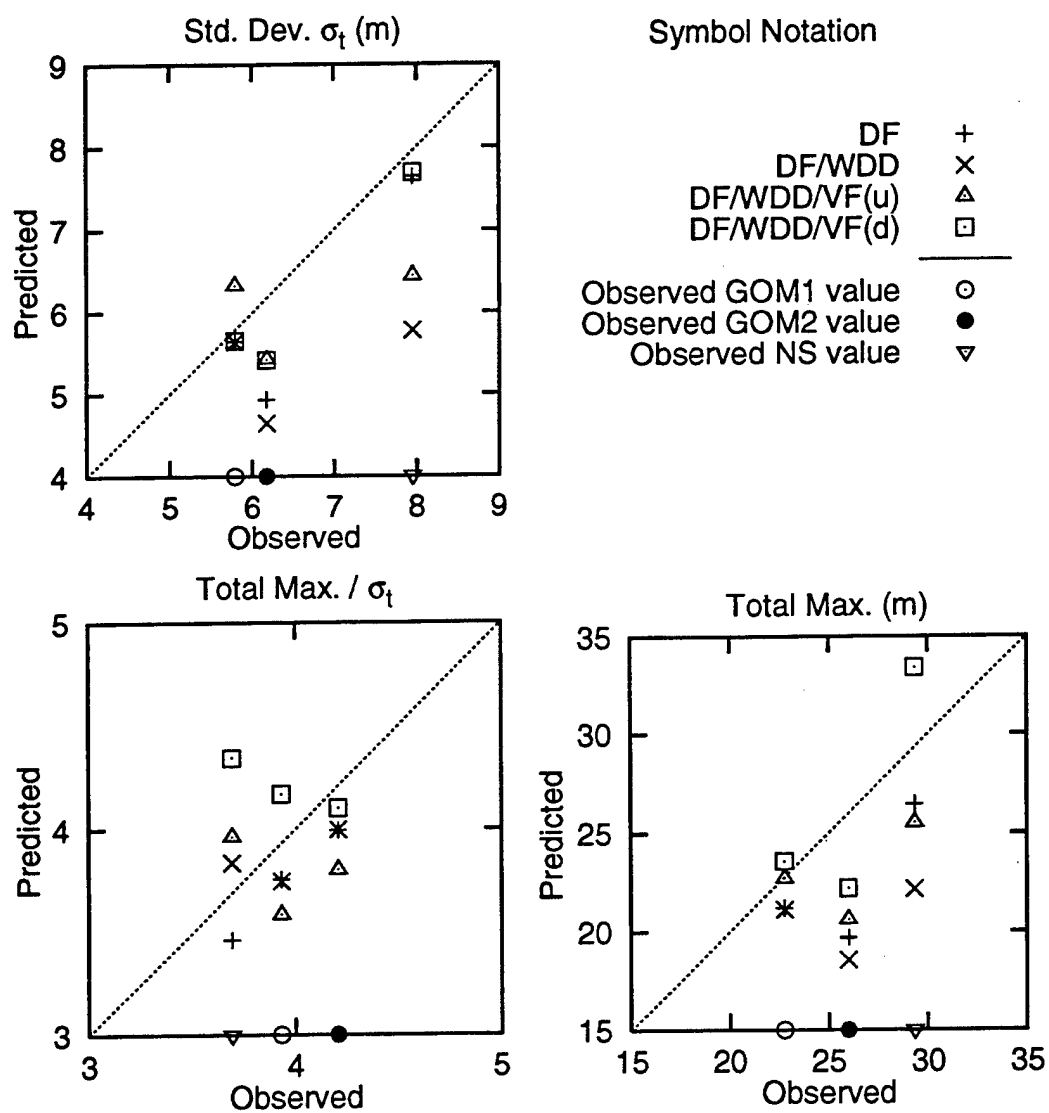 Std. Dev. σt (m)
Symbol Notation
9
8
7
6
5
4
Predicted
4 5 6 7 8 9
Observed
DF
DF/WDD
DF/WDD/VF(u)
DF/WDD/VF(d)
Observed GOM1 value
Observed GOM2 value
Observed NS value
Total Max. / σt
5
4
3
Predicted
3 4 5
Observed
Total Max. (m)
35
30
25
20
15
Predicted
15 20 25 30 35
Observed